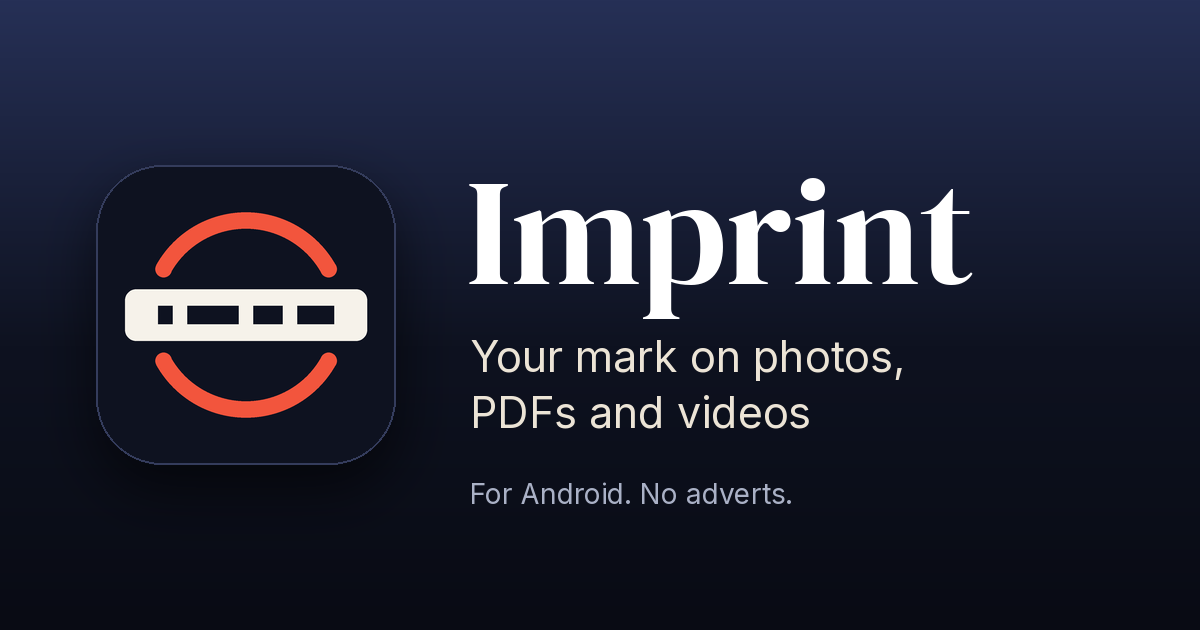 Imprint
Your mark on photos,
PDFs and videos
For Android. No adverts.